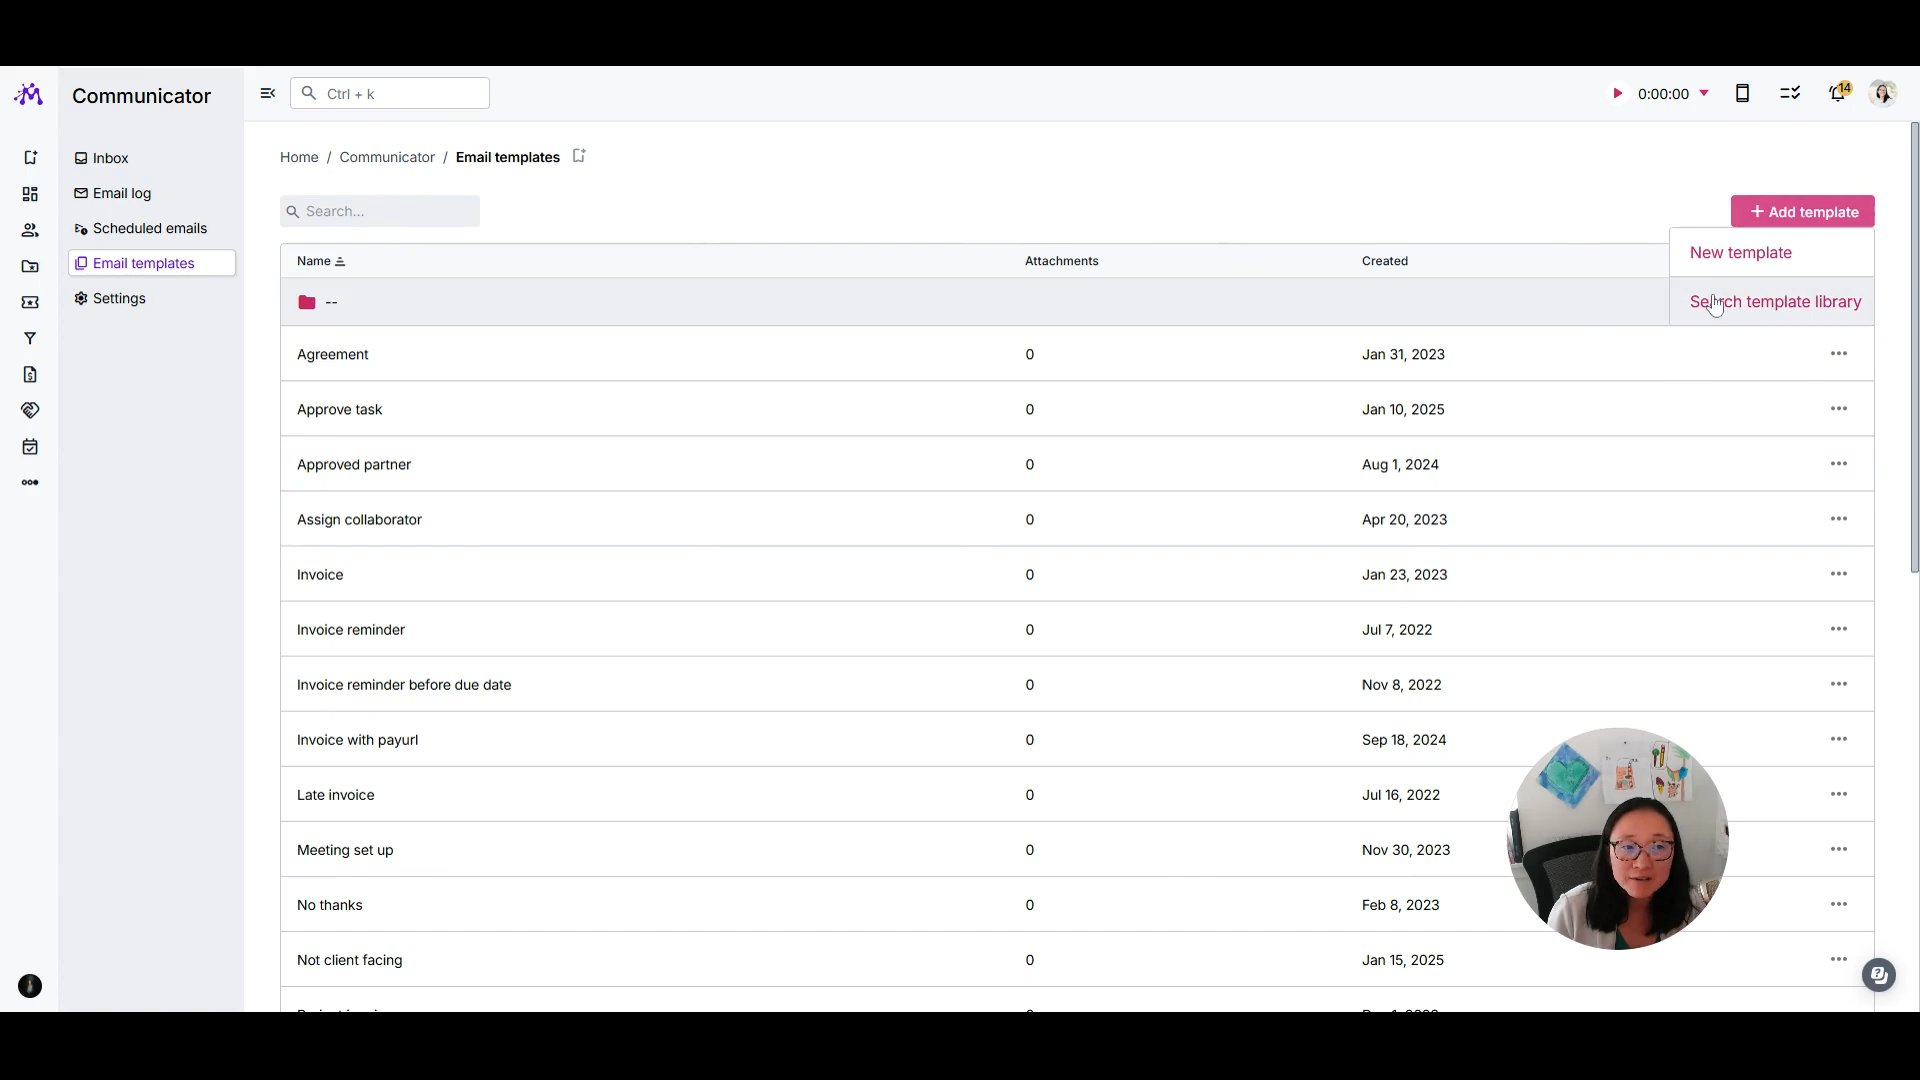 Communicator
Ctrl + k
0:00:00
14
Inbox
Email log
Scheduled emails
Email templates
Settings
Home / Communicator / Email templates
Search...
+ Add template
New template
Search template library
Name Attachments Created
--
Agreement 0 Jan 31, 2023
Approve task 0 Jan 10, 2025
Approved partner 0 Aug 1, 2024
Assign collaborator 0 Apr 20, 2023
Invoice 0 Jan 23, 2023
Invoice reminder 0 Jul 7, 2022
Invoice reminder before due date 0 Nov 8, 2022
Invoice with payurl 0 Sep 18, 2024
Late invoice 0 Jul 16, 2022
Meeting set up 0 Nov 30, 2023
No thanks 0 Feb 8, 2023
Not client facing 0 Jan 15, 2025